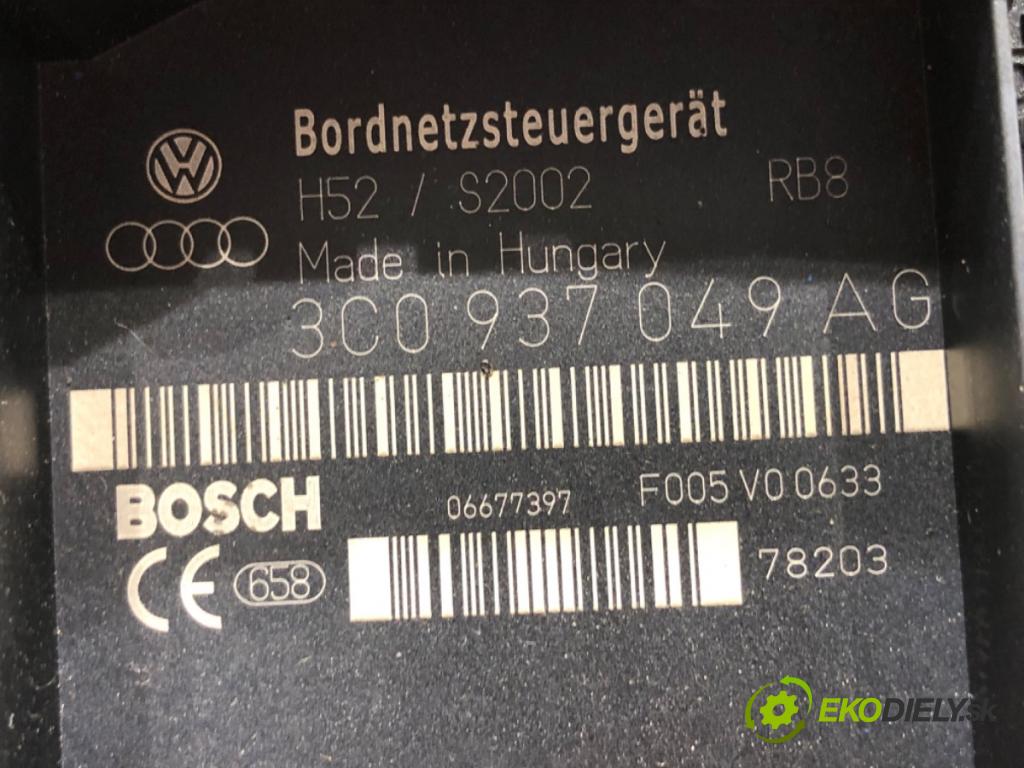 Bordnetzsteuergerät
H52 / S2002 RB8
Made in Hungary
3C0 937 049 AG
BOSCH
06677397
F005 V0 0633
CE 658
78203
EKODIELY.sk